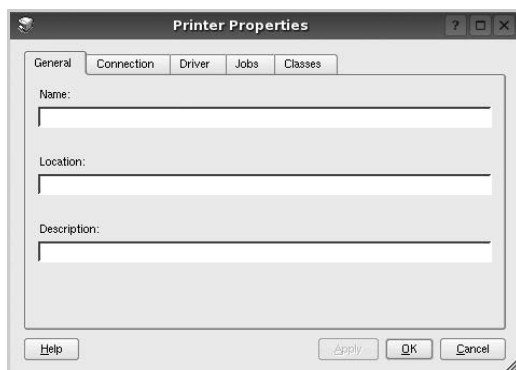 Printer Properties
?
General Connection Driver Jobs Classes
Name:
Location:
Description:
Help Apply OK Cancel